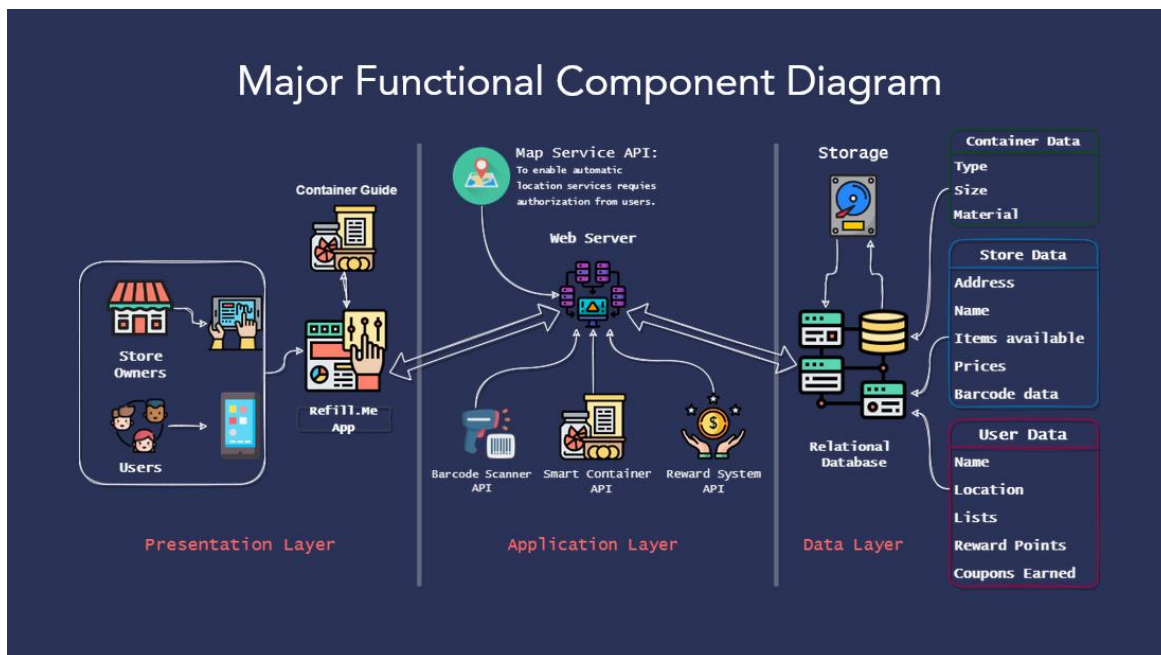 Major Functional Component Diagram
Container Guide
Store
Owners
Users
Refill.Me
App
Presentation Layer
Map Service API:
To enable automatic
location services requies
authorization from users.
Web Server
Barcode Scanner
API
Smart Container
API
Reward System
API
Application Layer
Storage
Relational
Database
Data Layer
Container Data
Type
Size
Material
Store Data
Address
Name
Items available
Prices
Barcode data
User Data
Name
Location
Lists
Reward Points
Coupons Earned